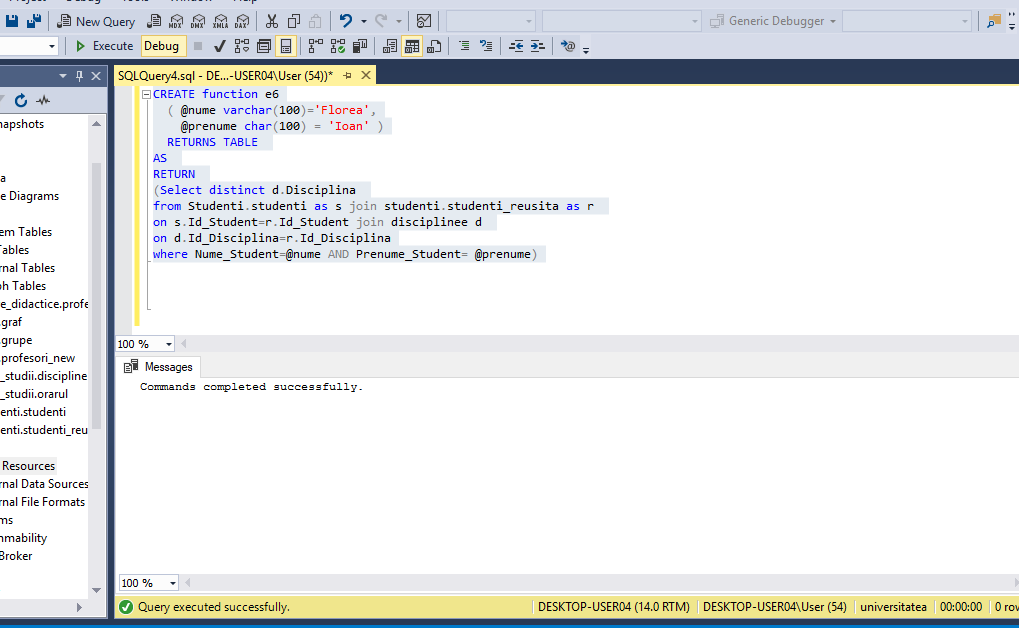 New Query
MDX
DMX
XMLA
DAX
Generic Debugger
Execute
Debug
SQLQuery4.sql - DE...-USER04\User (54))*
CREATE function e6
( @nume varchar(100)='Florea',
@prenume char(100) = 'Ioan' )
RETURNS TABLE
AS
RETURN
(Select distinct d.Disciplina
from Studenti.studenti as s join studenti.studenti_reusita as r
on s.Id_Student=r.Id_Student join disciplinee d
on d.Id_Disciplina=r.Id_Disciplina
where Nume_Student=@nume AND Prenume_Student= @prenume)
napshots
a
e Diagrams
em Tables
Tables
rnal Tables
ph Tables
e_didactice.profe
.graf
.grupe
.profesori_new
_studii.discipline
_studii.orarul
enti.studenti
enti.studenti_reu
Resources
rnal Data Sources
rnal File Formats
ms
mmability
Broker
100 %
Messages
Commands completed successfully.
100 %
Query executed successfully.
DESKTOP-USER04 (14.0 RTM)
DESKTOP-USER04\User (54)
universitatea
00:00:00
0 rov